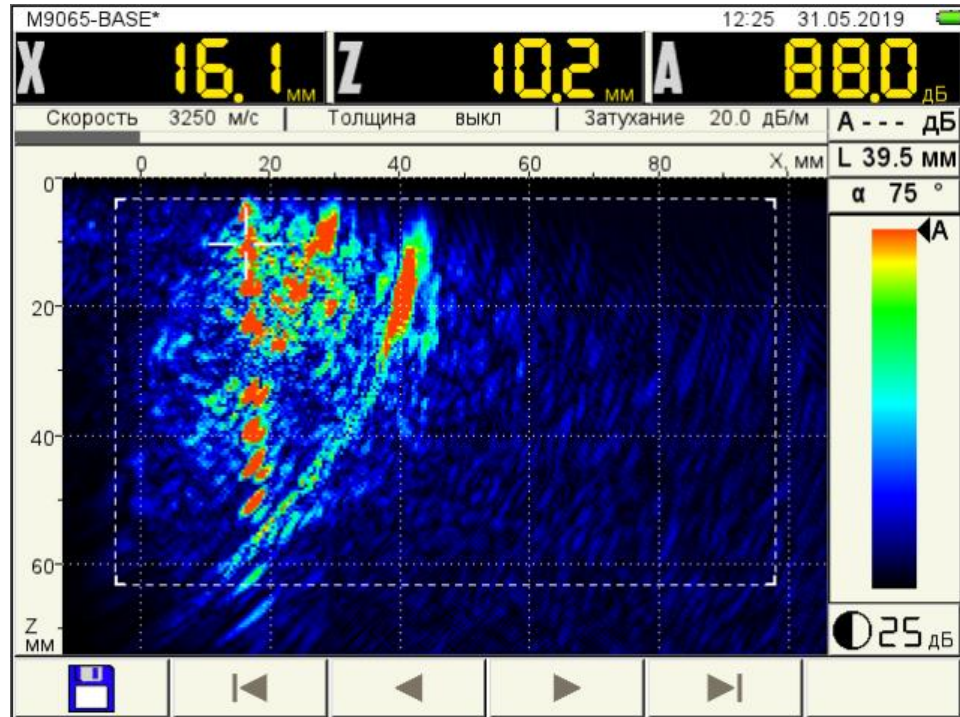 M9065-BASE* 12:25 31.05.2019
X 16.1 мм Z 10.2 мм A 88.0 дБ
Скорость 3250 м/с Толщина выкл Затухание 20.0 дБ/м A - - - дБ
L 39.5 мм
α 75 °
0 20 40 60 80 X, мм
A
0
20
40
60
Z
мм
25 дБ